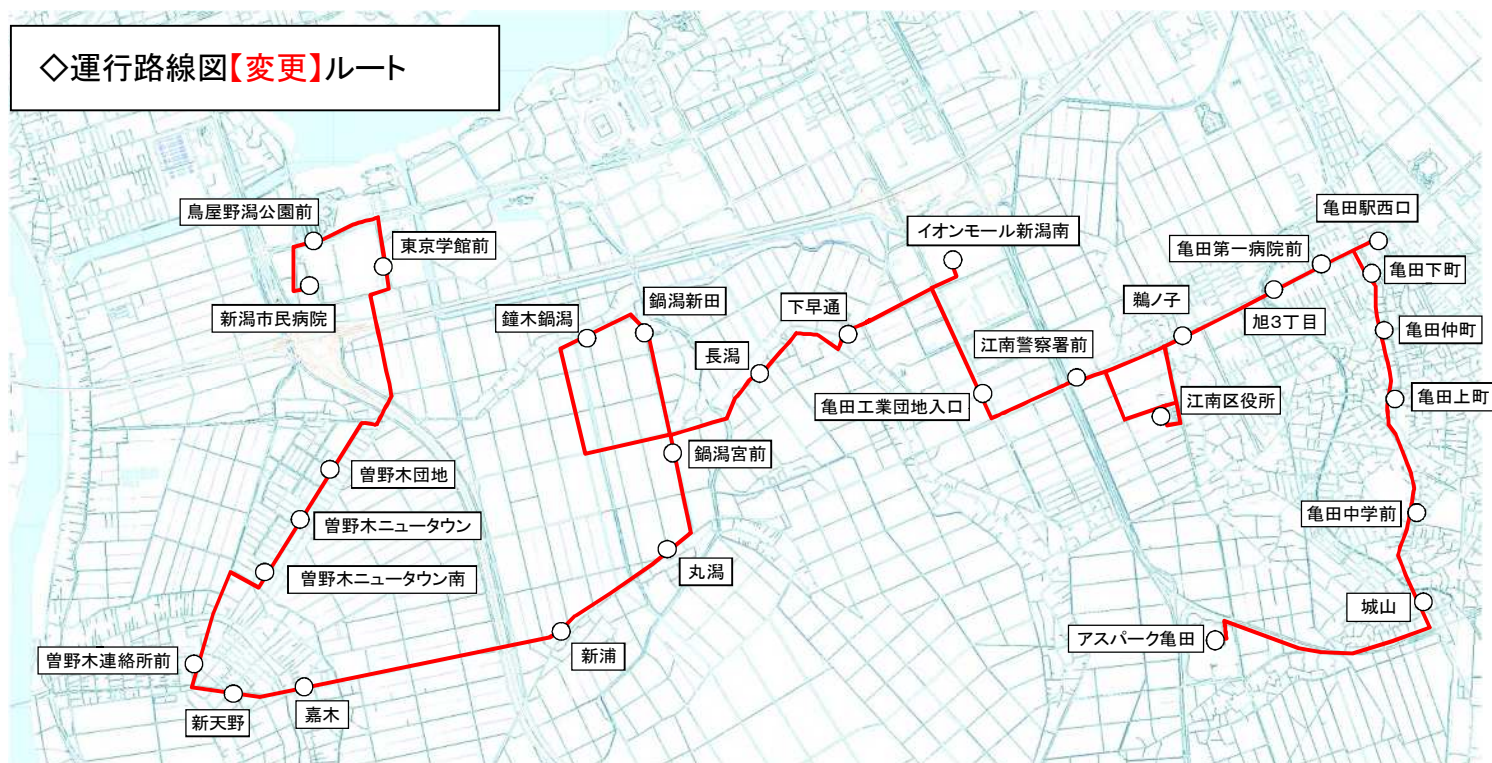 ◇運行路線図【変更】ルート
鳥屋野潟公園前
東京学館前
新潟市民病院
亀田駅西口
イオンモール新潟南
亀田第一病院前
亀田下町
鍋潟新田
鐘木鍋潟
下早通
鵜ノ子
旭3丁目
亀田仲町
長潟
江南警察署前
亀田工業団地入口
江南区役所
亀田上町
鍋潟宮前
曽野木団地
曽野木ニュータウン
亀田中学前
曽野木ニュータウン南
丸潟
城山
アスパーク亀田
新浦
曽野木連絡所前
新天野
嘉木